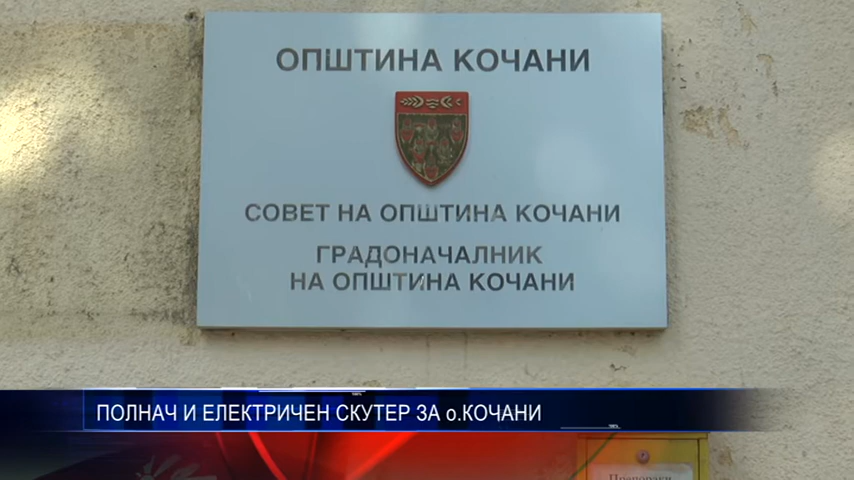 ОПШТИНА КОЧАНИ
СОВЕТ НА ОПШТИНА КОЧАНИ
ГРАДОНАЧАЛНИК
НА ОПШТИНА КОЧАНИ
ПОЛНАЧ И ЕЛЕКТРИЧЕН СКУТЕР ЗА о.КОЧАНИ